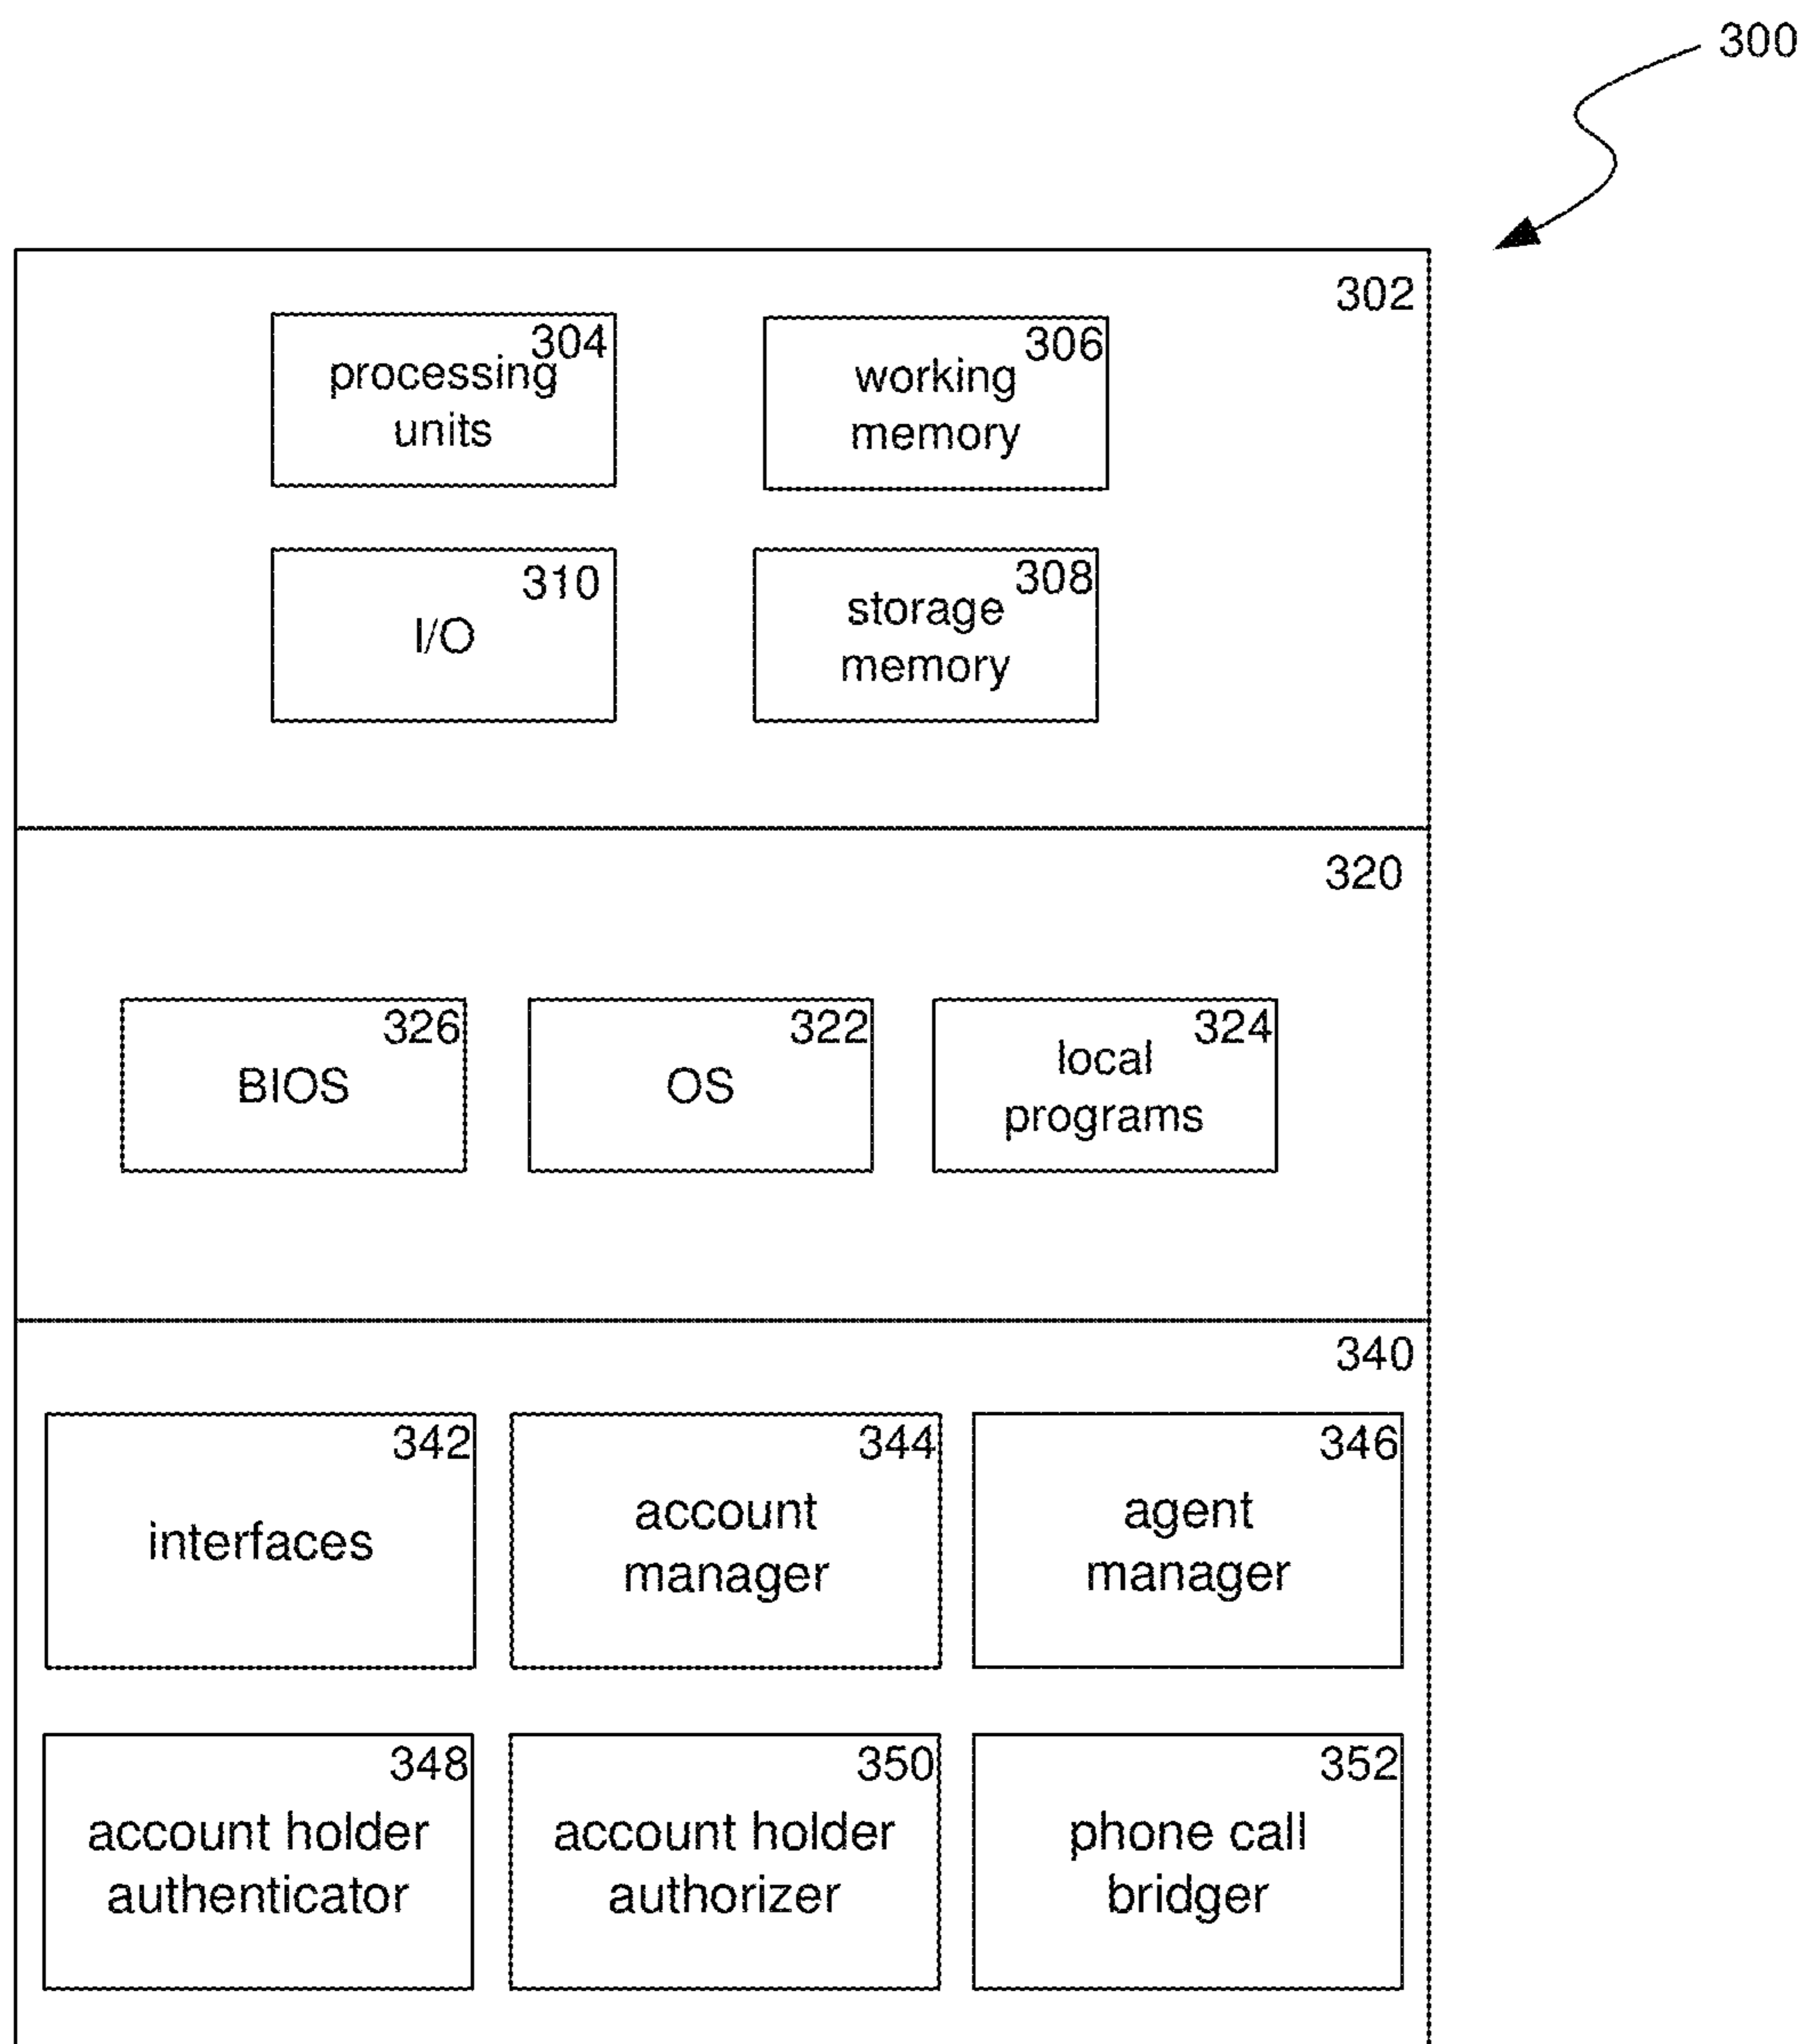 300
302
304
processing
units
306
working
memory
310
I/O
308
storage
memory
320
326
BIOS
322
OS
324
local
programs
340
342
interfaces
344
account
manager
346
agent
manager
348
account holder
authenticator
350
account holder
authorizer
352
phone call
bridger